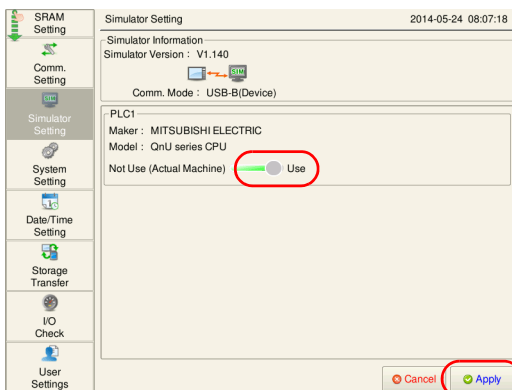 SRAM
Setting
Comm.
Setting
SIM
Simulator
Setting
System
Setting
Date/Time
Setting
Storage
Transfer
I/O
Check
User
Settings
Simulator Setting 2014-05-24 08:07:18
Simulator Information
Simulator Version : V1.140
SIM
Comm. Mode : USB-B(Device)
PLC1
Maker : MITSUBISHI ELECTRIC
Model : QnU series CPU
Not Use (Actual Machine) Use
Cancel Apply